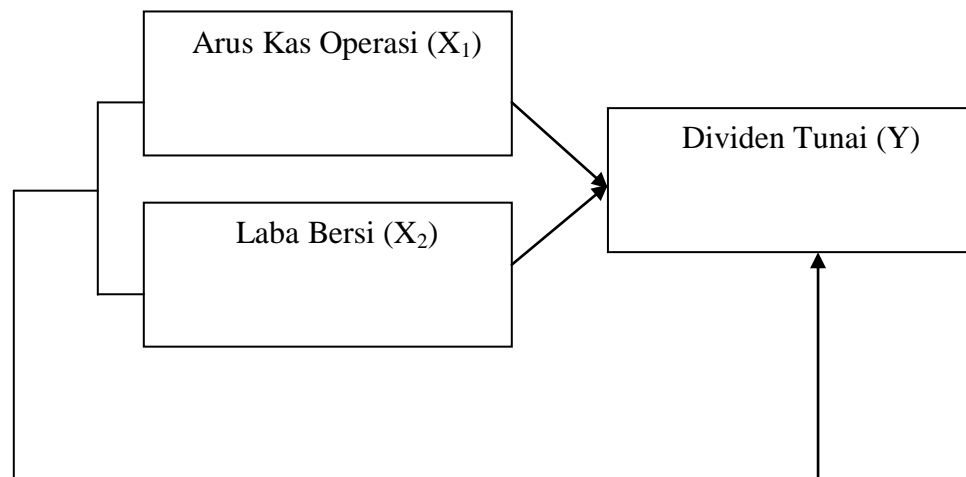 Arus Kas Operasi (X₁)
Dividen Tunai (Y)
Laba Bersi (X₂)